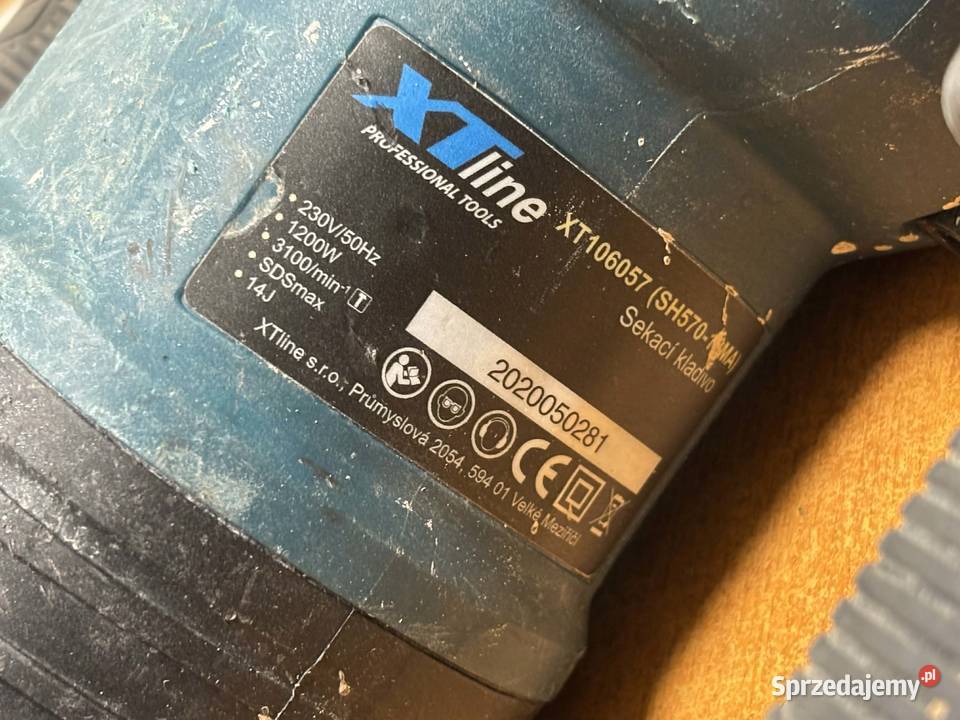 XTline
PROFESSIONAL TOOLS
XT106057 (SH570-
Sekací kladivo
• 230V/50Hz
• 1200W
• 3100/min⁻¹ T
• SDSmax
• 14J
2020050281
XTline s.r.o., Průmyslová 2054, 594 01 Velké Meziříčí
CE
Sprzedajemy.pl